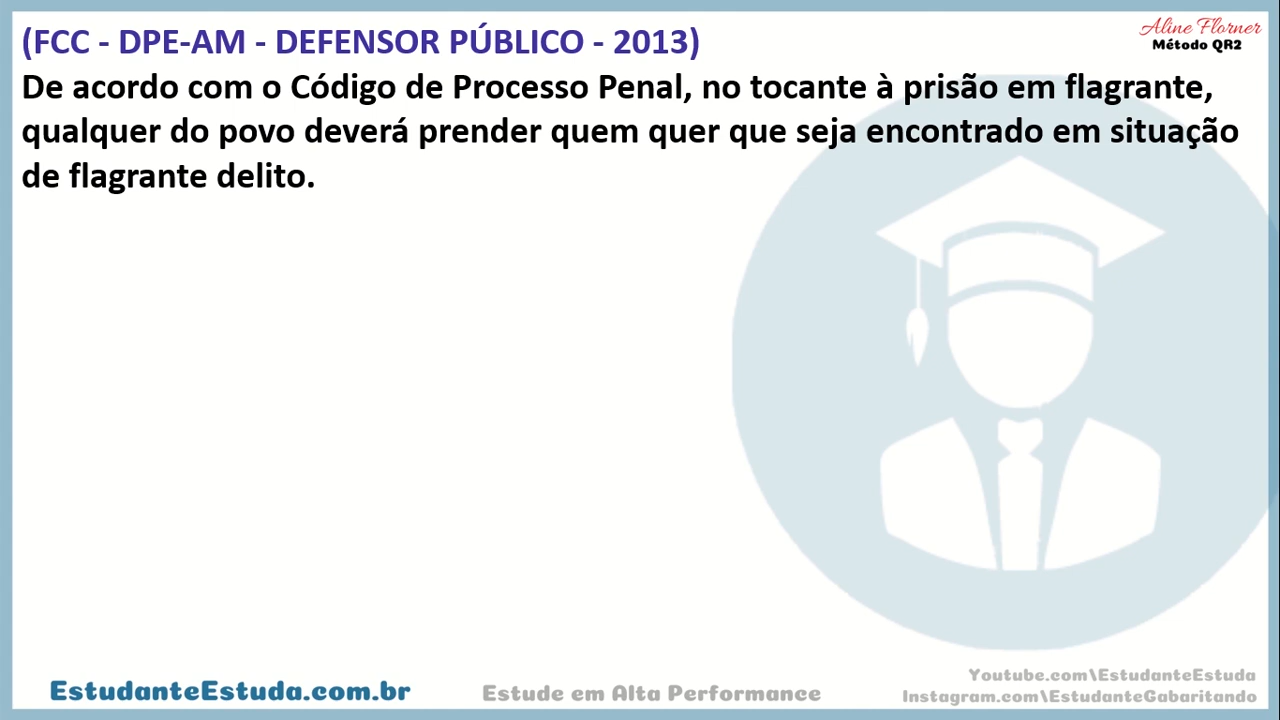 Aline Florner
Método QR2
(FCC - DPE-AM - DEFENSOR PÚBLICO - 2013)
De acordo com o Código de Processo Penal, no tocante à prisão em flagrante,
qualquer do povo deverá prender quem quer que seja encontrado em situação
de flagrante delito.
EstudanteEstuda.com.br
Estude em Alta Performance
Youtube.com\EstudanteEstuda
Instagram.com\EstudanteGabaritando